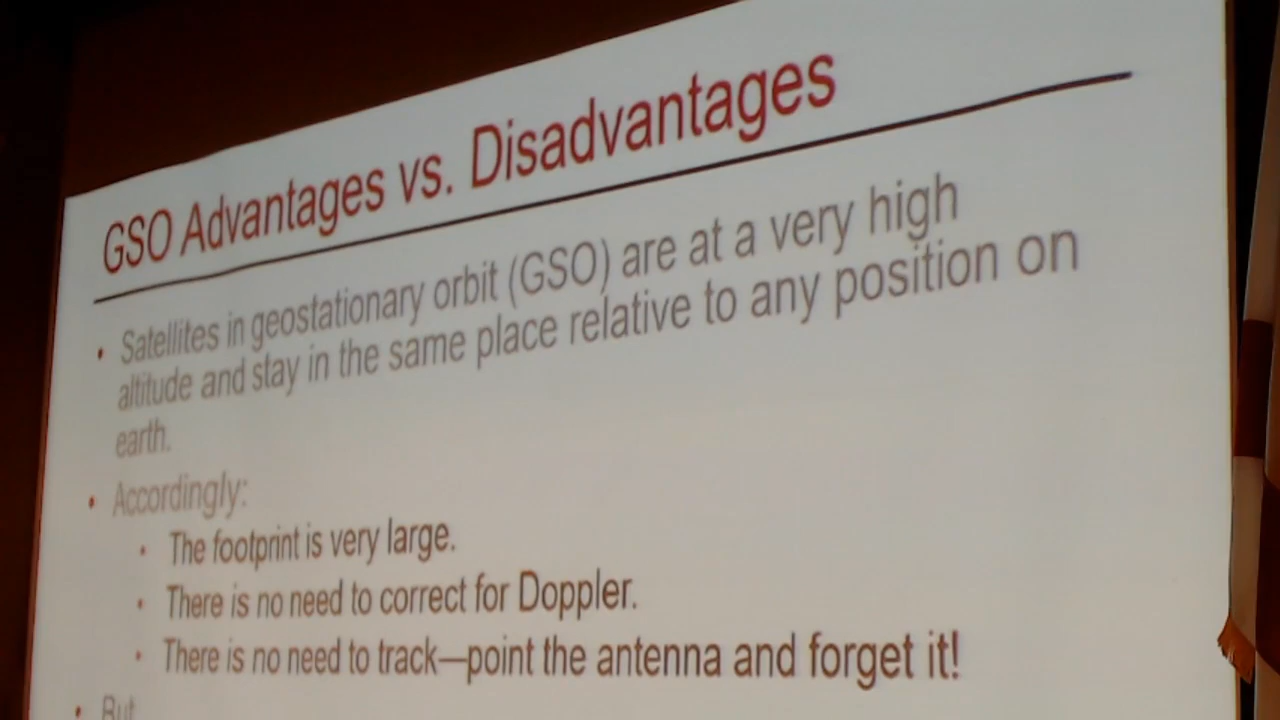 GSO Advantages vs. Disadvantages
• Satellites in geostationary orbit (GSO) are at a very high
altitude and stay in the same place relative to any position on
earth.
• Accordingly:
• The footprint is very large.
• There is no need to correct for Doppler.
• There is no need to track—point the antenna and forget it!
• But